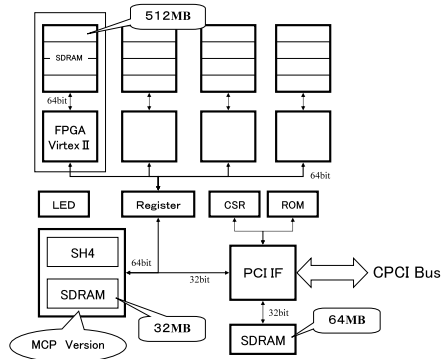 512MB
SDRAM
64bit
FPGA
Virtex II
64bit
LED
Register
CSR
ROM
SH4
64bit
32bit
PCI IF
CPCI Bus
SDRAM
32MB
32bit
64MB
MCP Version
SDRAM